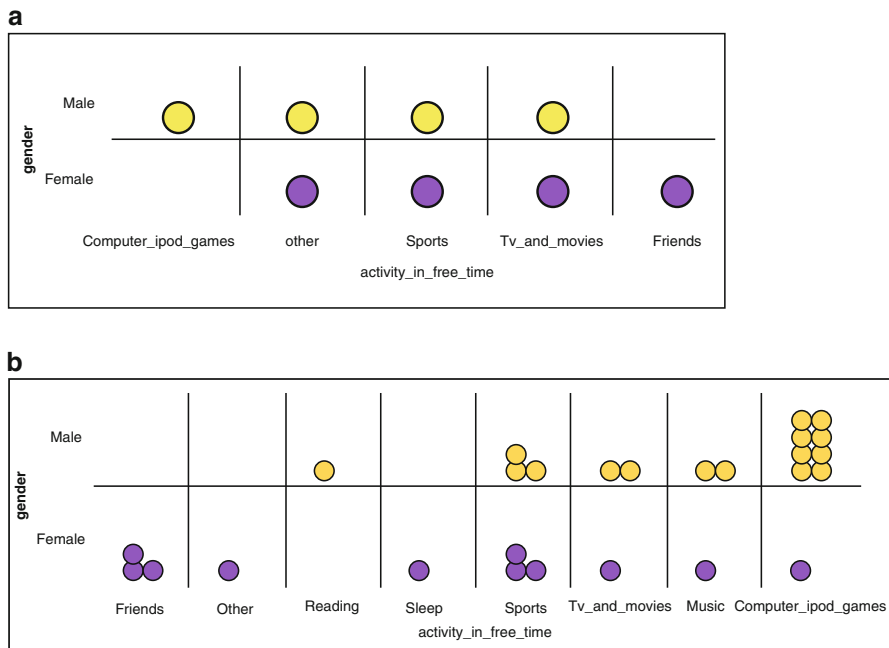 a
Male
gender
Female
Computer_ipod_games other Sports Tv_and_movies Friends
activity_in_free_time
b
Male
gender
Female
Friends Other Reading Sleep Sports Tv_and_movies Music Computer_ipod_games
activity_in_free_time